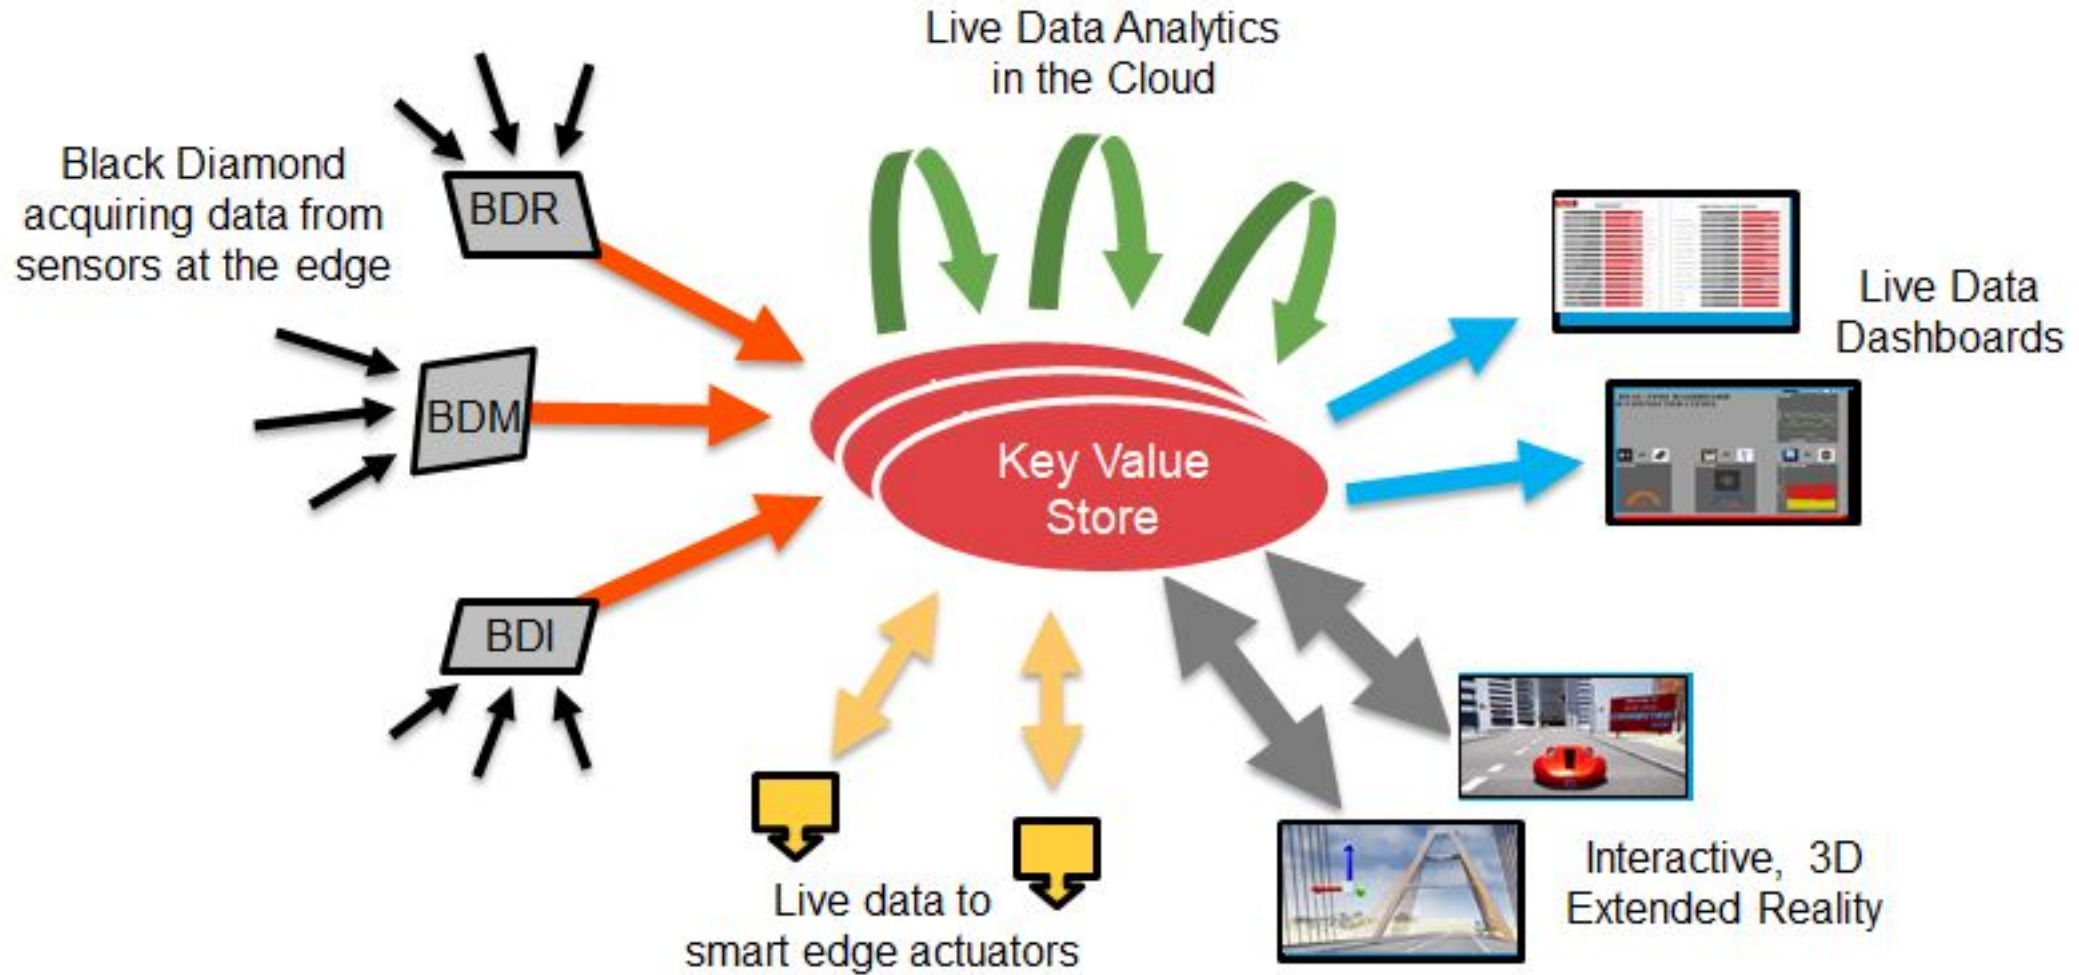 Live Data Analytics
in the Cloud
Black Diamond
acquiring data from
sensors at the edge
BDR
BDM
BDI
Key Value
Store
Live Data
Dashboards
Live data to
smart edge actuators
Interactive, 3D
Extended Reality